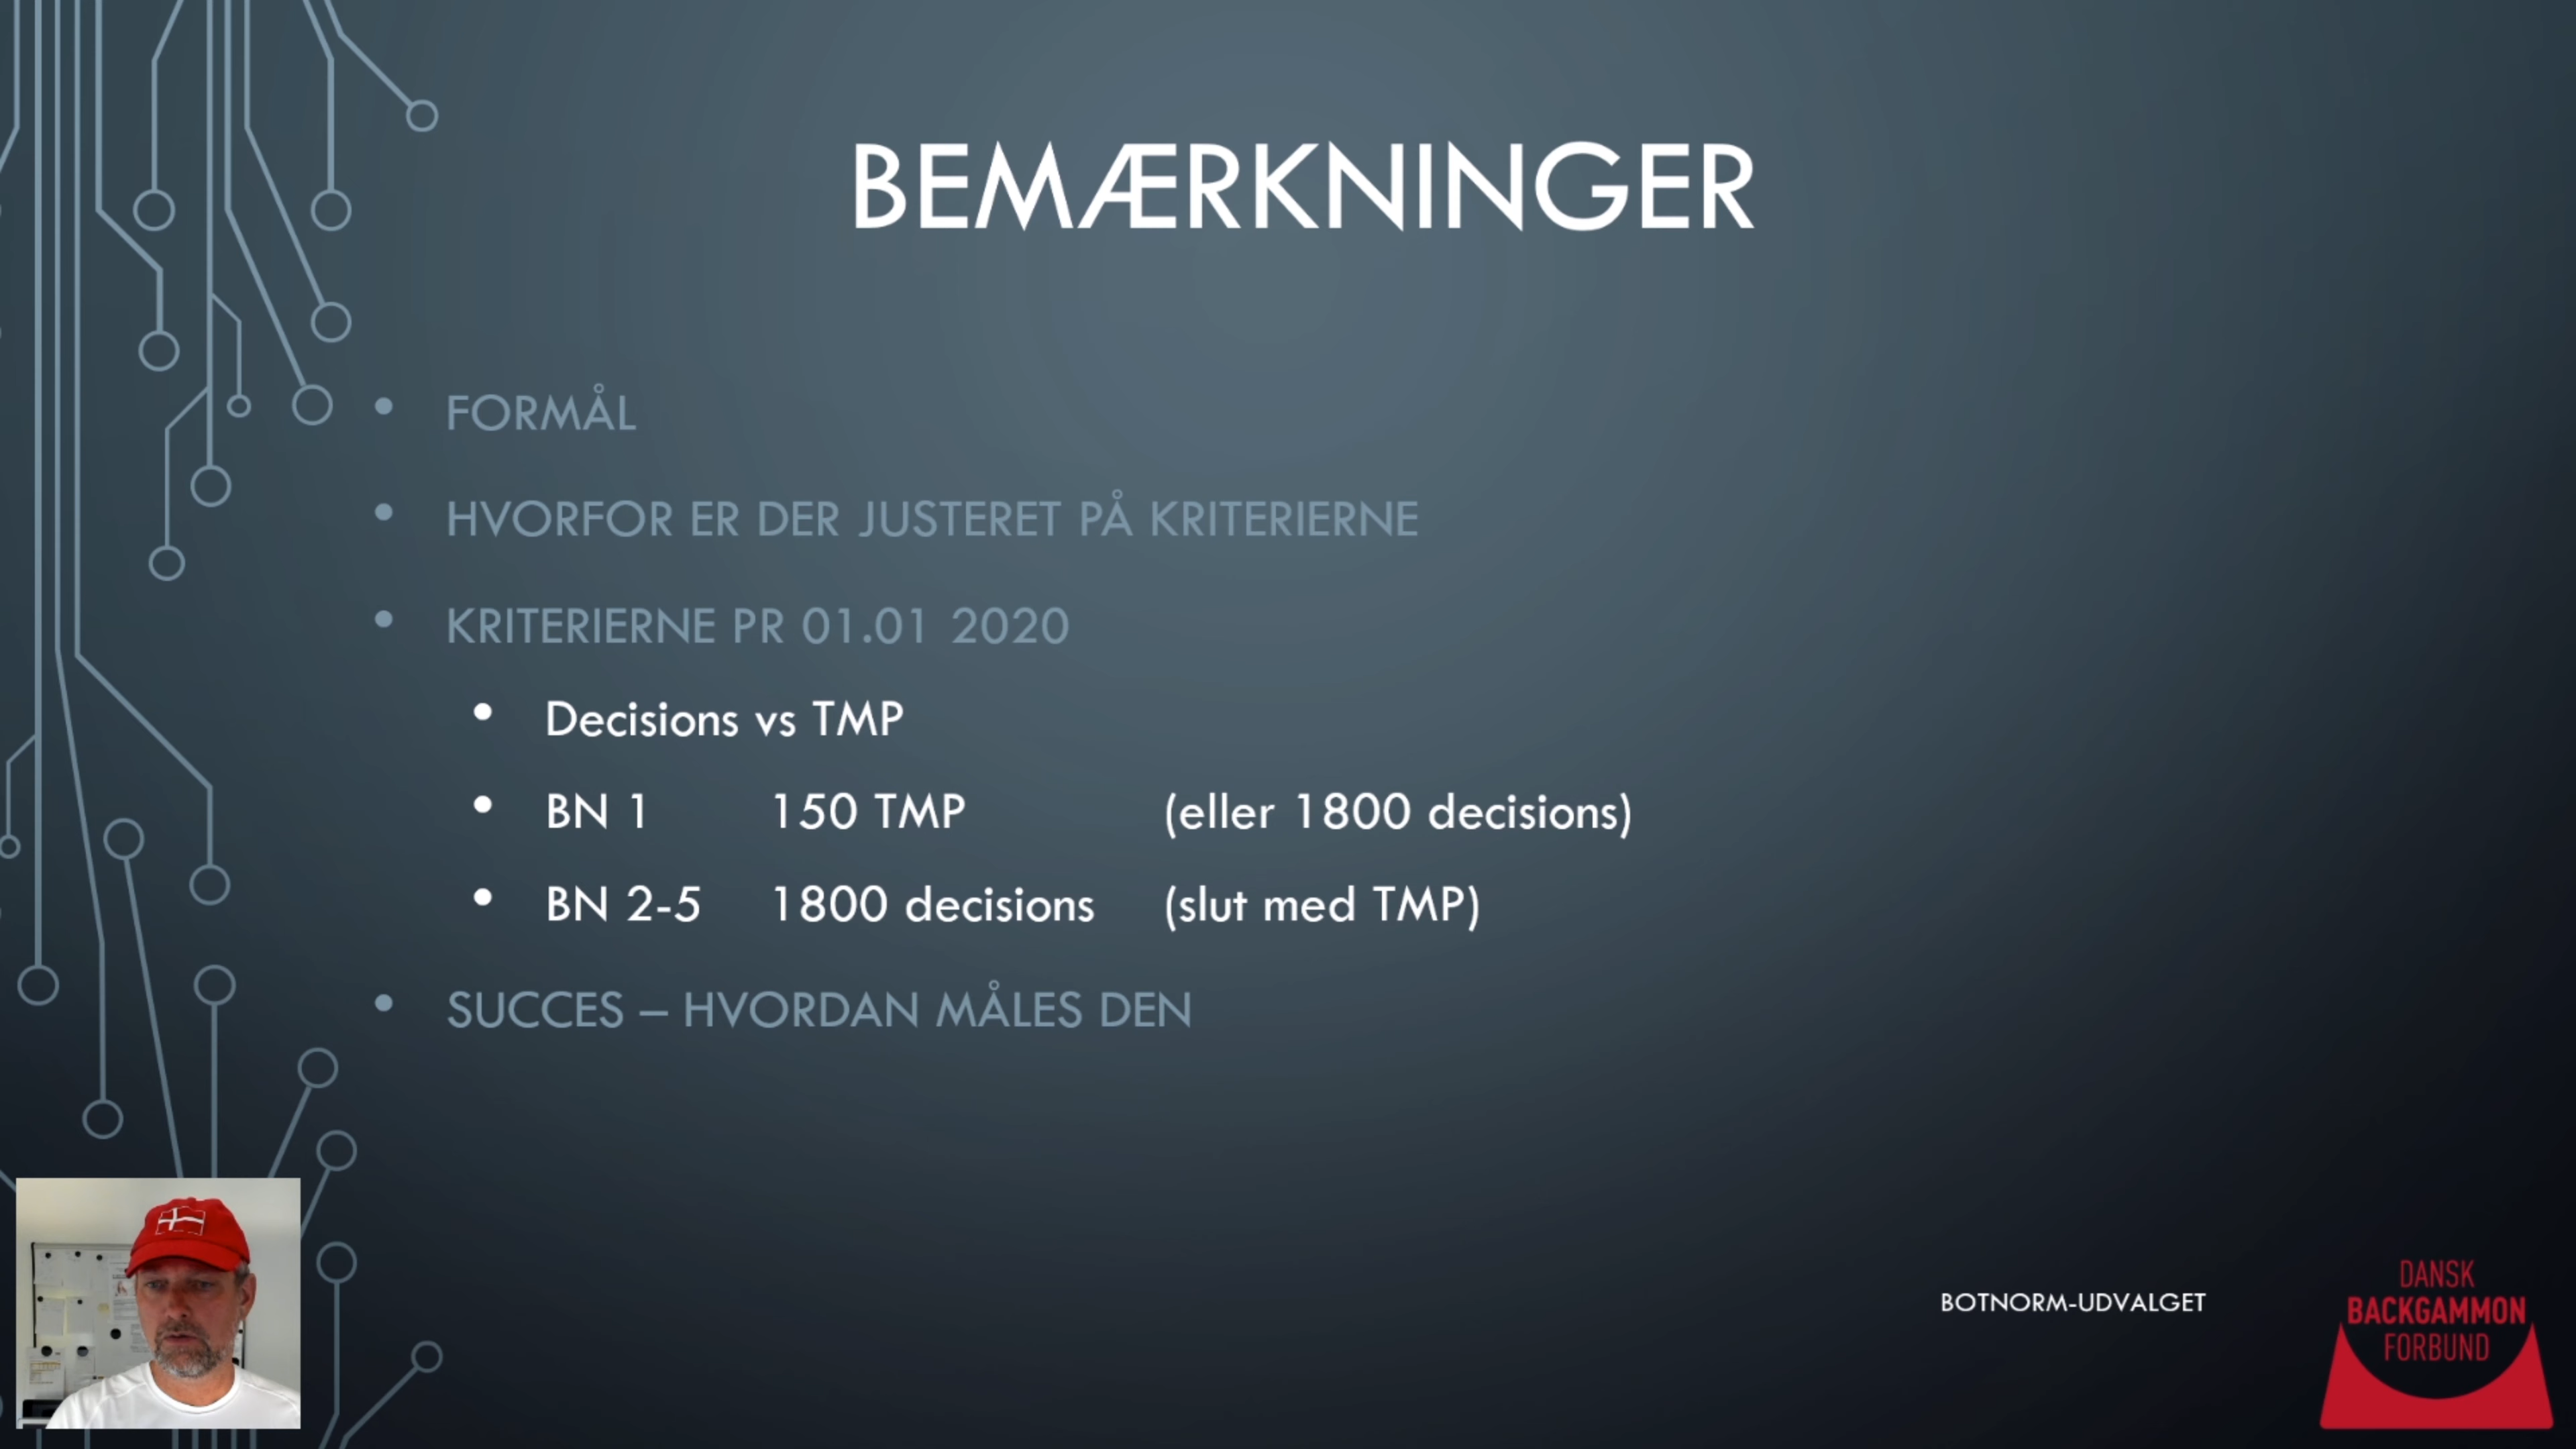 BEMÆRKNINGER
• FORMÅL
• HVORFOR ER DER JUSTERET PÅ KRITERIERNE
• KRITERIERNE PR 01.01 2020
• Decisions vs TMP
• BN 1 150 TMP (eller 1800 decisions)
• BN 2-5 1800 decisions (slut med TMP)
• SUCCES – HVORDAN MÅLES DEN
BOTNORM-UDVALGET
DANSK
BACKGAMMON
FORBUND